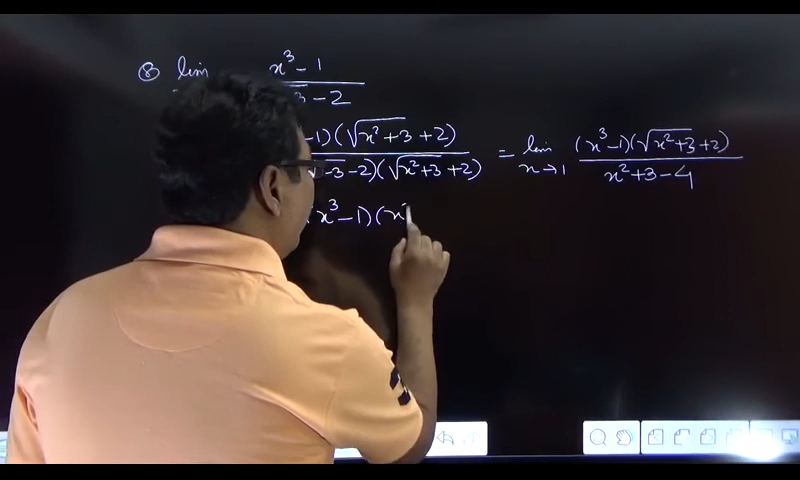 ⑧ lim x³ - 1
3 - 2
-1)(√x²+3 +2) = lim (x³-1)(√x²+3 +2)
-3 -2)(√x²+3 +2) x→1 x²+3-4
(x³-1)(x